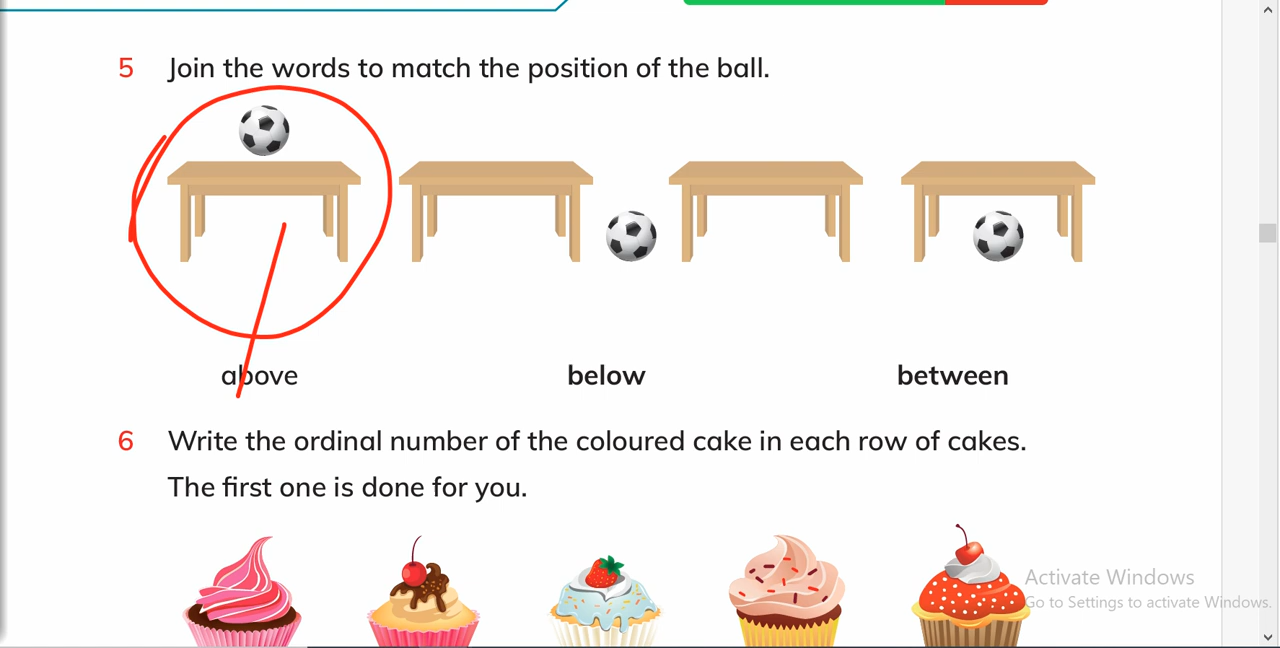 5 Join the words to match the position of the ball.
above below between
6 Write the ordinal number of the coloured cake in each row of cakes.
The first one is done for you.
Activate Windows
Go to Settings to activate Windows.